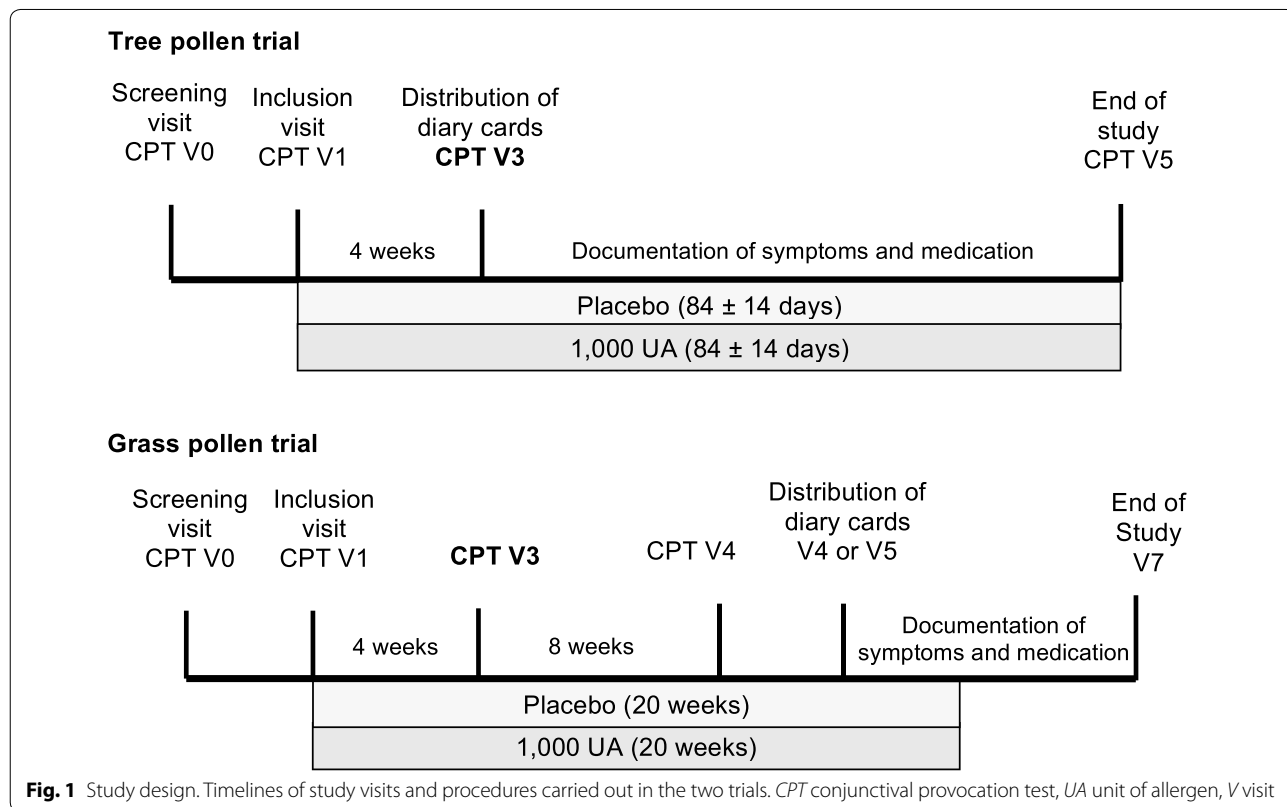 Tree pollen trial
Screening
visit
CPT V0
Inclusion
visit
CPT V1
Distribution of
diary cards
CPT V3
End of
study
CPT V5
4 weeks
Documentation of symptoms and medication
Placebo (84 ± 14 days)
1,000 UA (84 ± 14 days)
Grass pollen trial
Screening
visit
CPT V0
Inclusion
visit
CPT V1
CPT V3
CPT V4
Distribution of
diary cards
V4 or V5
End of
Study
V7
4 weeks
8 weeks
Documentation of
symptoms and medication
Placebo (20 weeks)
1,000 UA (20 weeks)
Fig. 1 Study design. Timelines of study visits and procedures carried out in the two trials. CPT conjunctival provocation test, UA unit of allergen, V visit